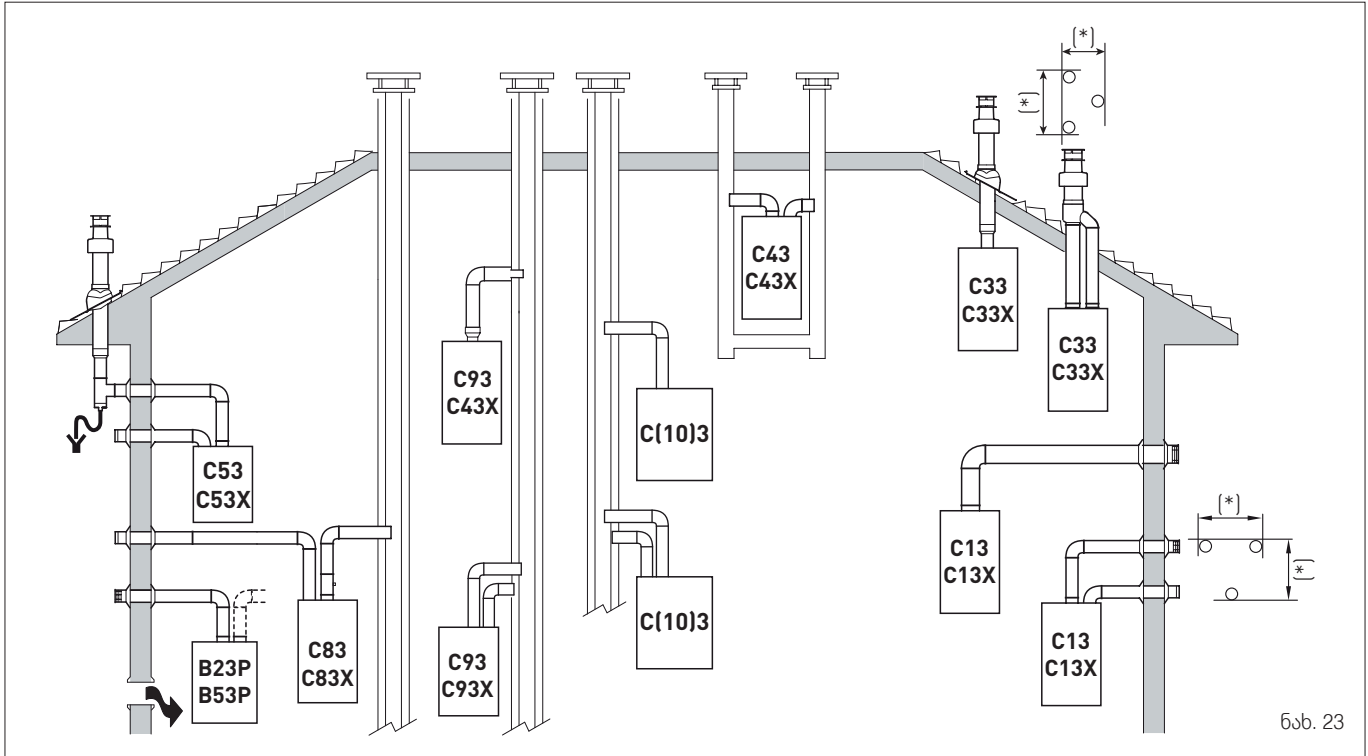 (*)
(*)
C43
C43X
C33
C33X
C33
C33X
C93
C43X
C(10)3
C53
C53X
C13
C13X
(*)
(*)
C(10)3
C83
C83X
C93
C93X
C13
C13X
B23P
B53P
ნახ. 23